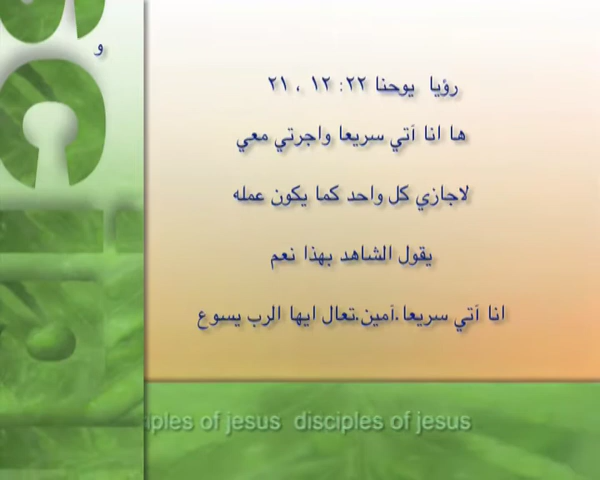 و
رؤيا يوحنا ٢٢: ١٢ ، ٢١
ها انا آتي سريعا واجرتي معي
لاجازي كل واحد كما يكون عمله
يقول الشاهد بهذا نعم
انا آتي سريعا.آمين.تعال ايها الرب يسوع
iples of jesus disciples of jesus